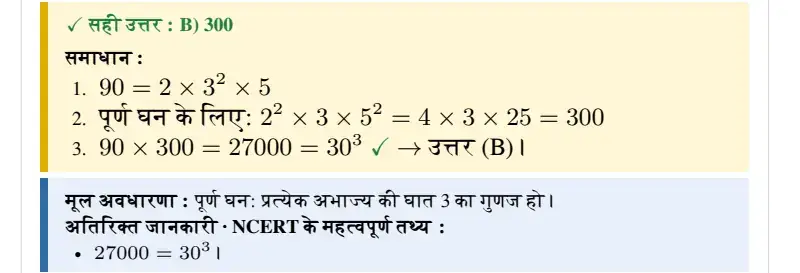 ✓ सही उत्तर : B) 300
समाधान :
1. 90 = 2 × 3² × 5
2. पूर्ण घन के लिए: 2² × 3 × 5² = 4 × 3 × 25 = 300
3. 90 × 300 = 27000 = 30³ ✓ → उत्तर (B)।
मूल अवधारणा : पूर्ण घन: प्रत्येक अभाज्य की घात 3 का गुणज हो।
अतिरिक्त जानकारी · NCERT के महत्वपूर्ण तथ्य :
• 27000 = 30³।